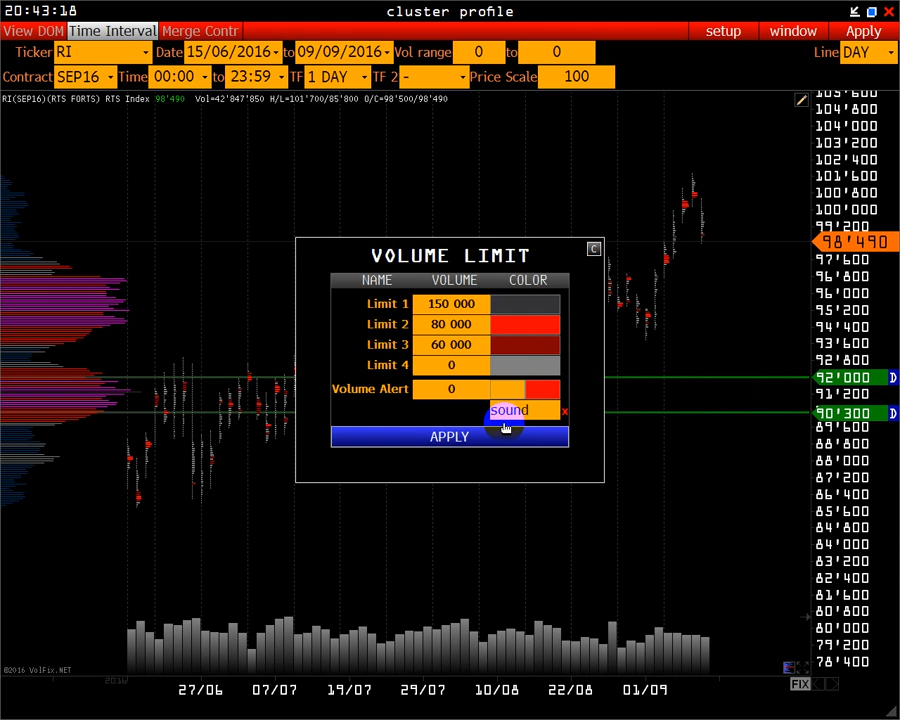 20:43:18 cluster profile
View DOM Time Interval Merge Contr setup window Apply
Ticker RI Date 15/06/2016 to 09/09/2016 Vol range 0 to 0 Line DAY
Contract SEP16 Time 00:00 to 23:59 TF 1 DAY TF 2 - Price Scale 100
RI(SEP16)(RTS FORTS) RTS Index 98'490 Vol=42'847'850 H/L=101'700/85'800 O/C=98'500/98'490
105'600
104'800
104'000
103'200
102'400
101'600
100'800
100'000
99'200
98'490
97'600
96'800
96'000
95'200
94'400
93'600
92'800
92'000 D
91'200
90'300 D
89'600
88'800
88'000
87'200
86'400
85'600
84'800
84'000
83'200
82'400
81'600
80'800
80'000
79'200
78'400
VOLUME LIMIT C
NAME VOLUME COLOR
Limit 1 150 000
Limit 2 80 000
Limit 3 60 000
Limit 4 0
Volume Alert 0
sound x
APPLY
©2016 VolFix.NET
2016
27/06 07/07 19/07 29/07 10/08 22/08 01/09
FIX